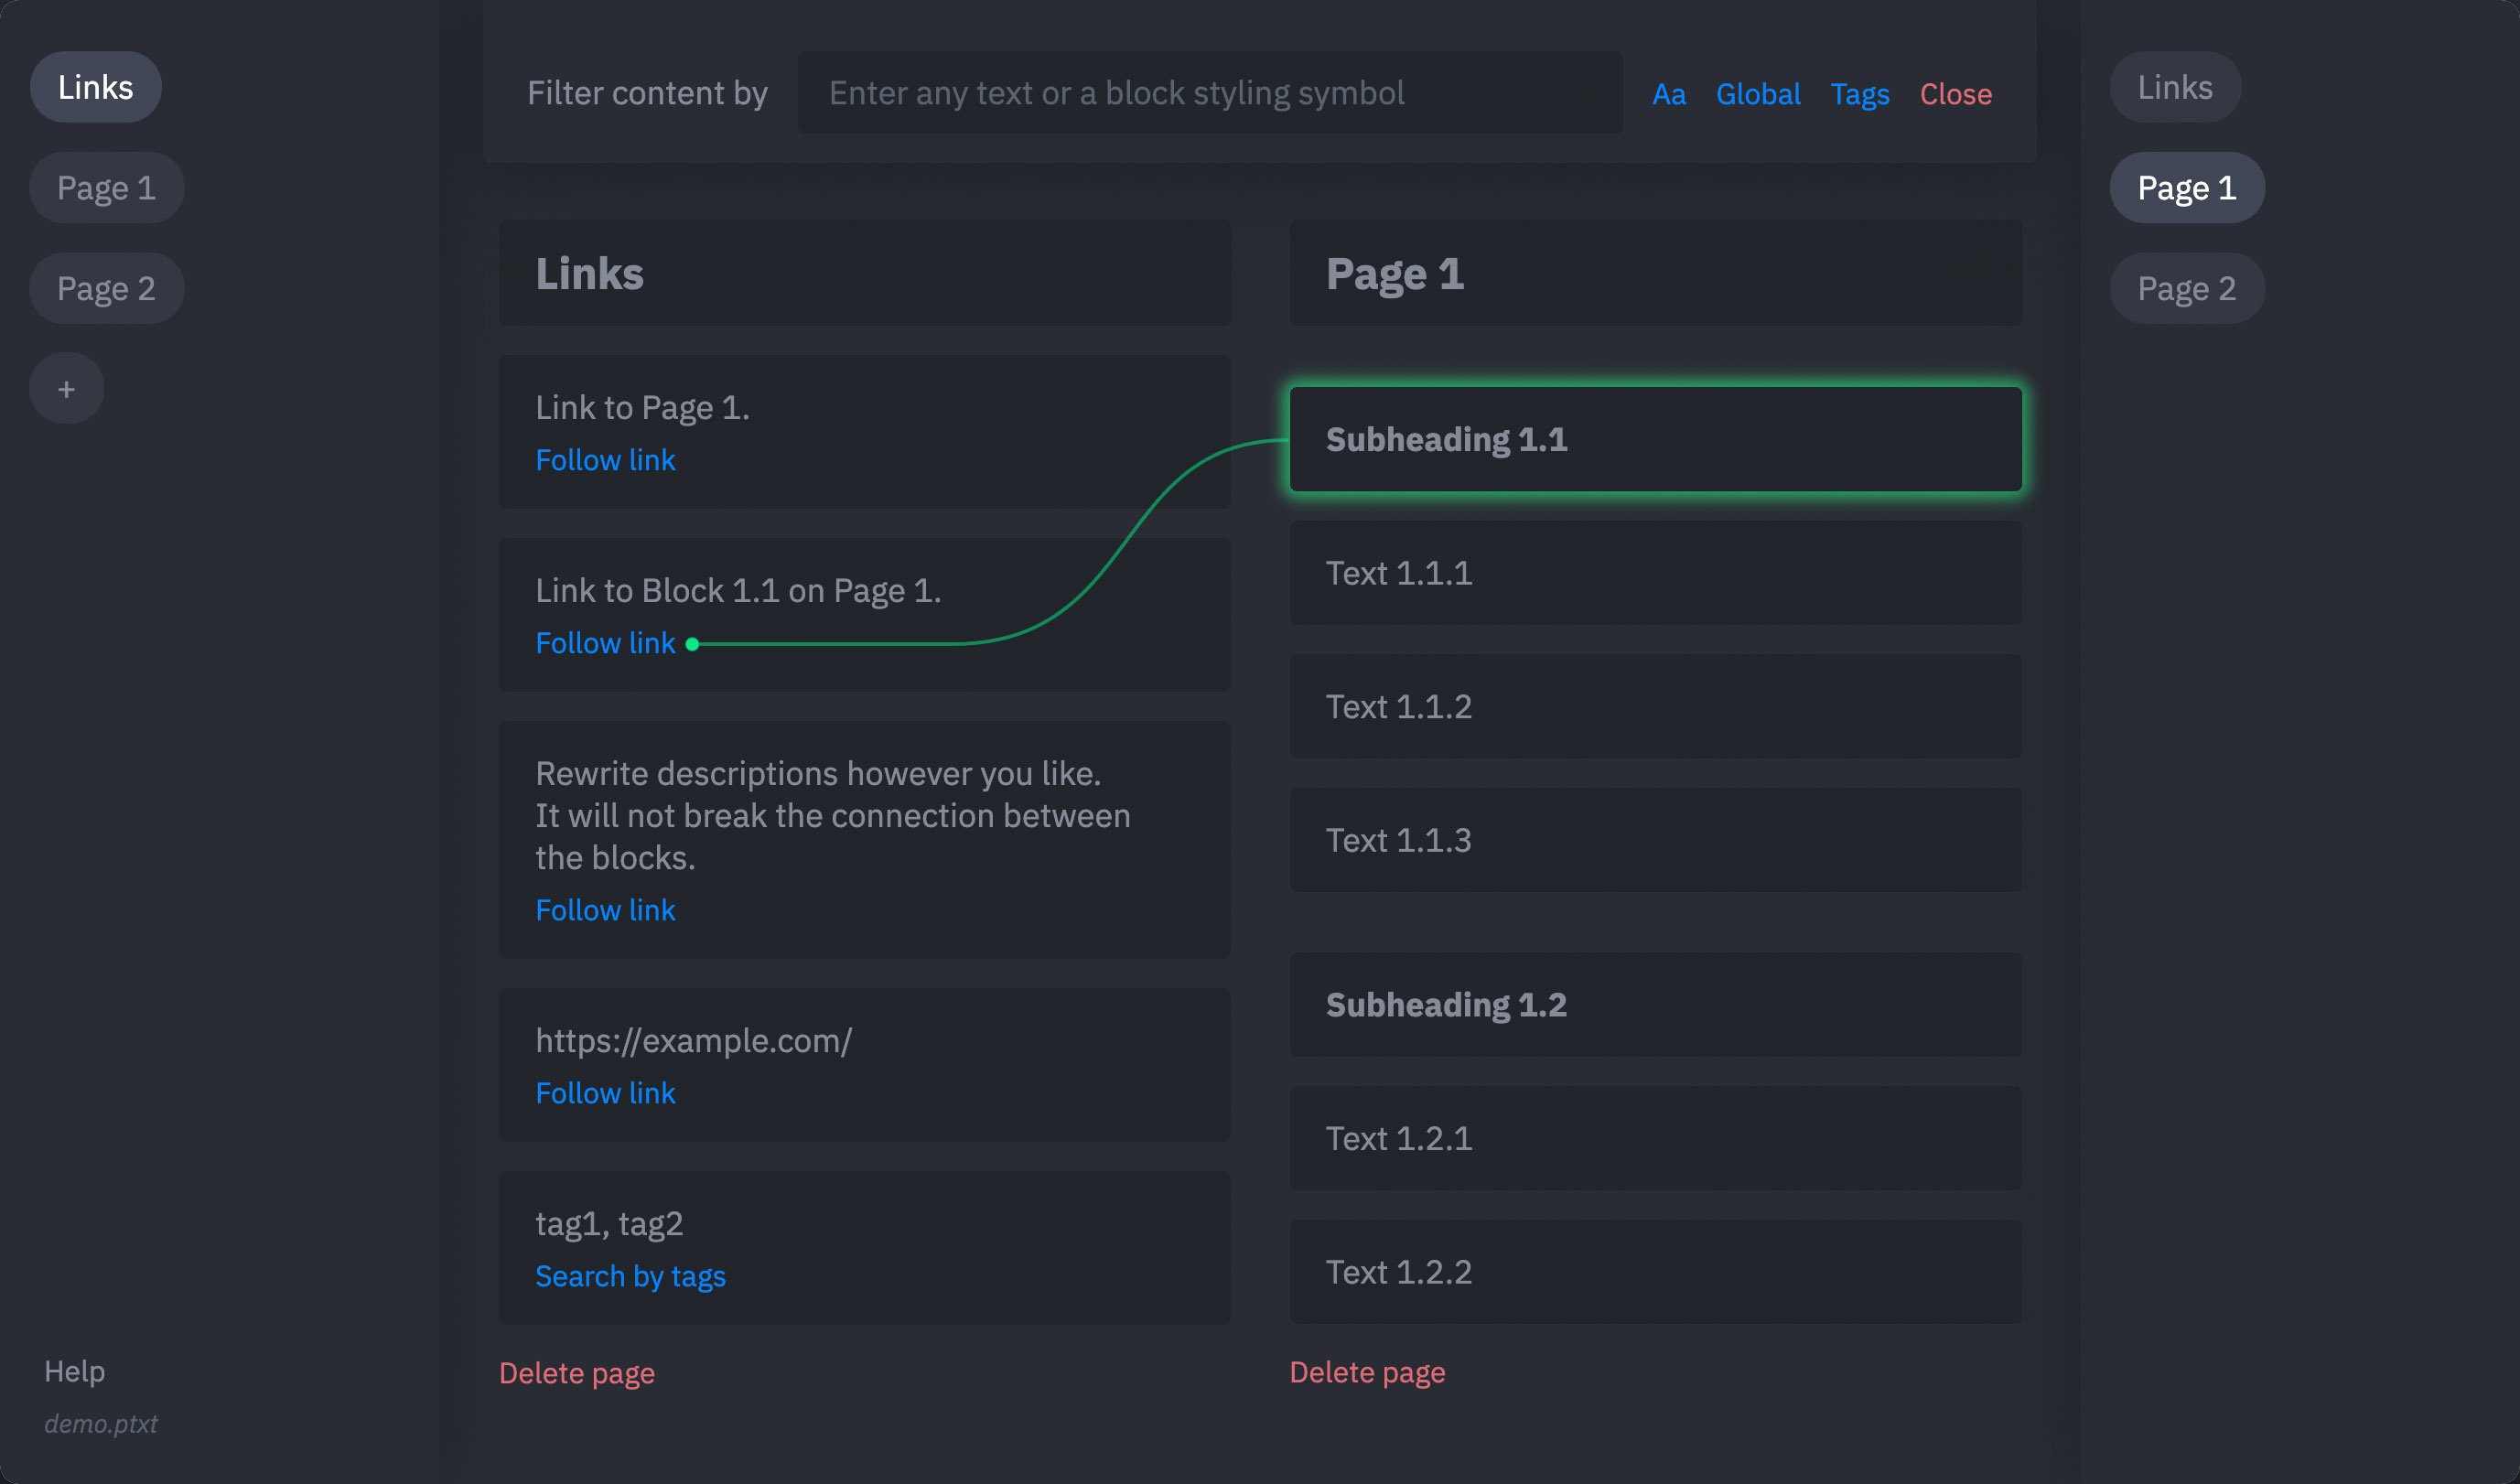 Links
Page 1
Page 2
+
Help
demo.ptxt
Filter content by
Enter any text or a block styling symbol
Aa
Global
Tags
Close
Links
Link to Page 1.
Follow link
Link to Block 1.1 on Page 1.
Follow link
Rewrite descriptions however you like.
It will not break the connection between
the blocks.
Follow link
https://example.com/
Follow link
tag1, tag2
Search by tags
Delete page
Page 1
Subheading 1.1
Text 1.1.1
Text 1.1.2
Text 1.1.3
Subheading 1.2
Text 1.2.1
Text 1.2.2
Delete page
Links
Page 1
Page 2